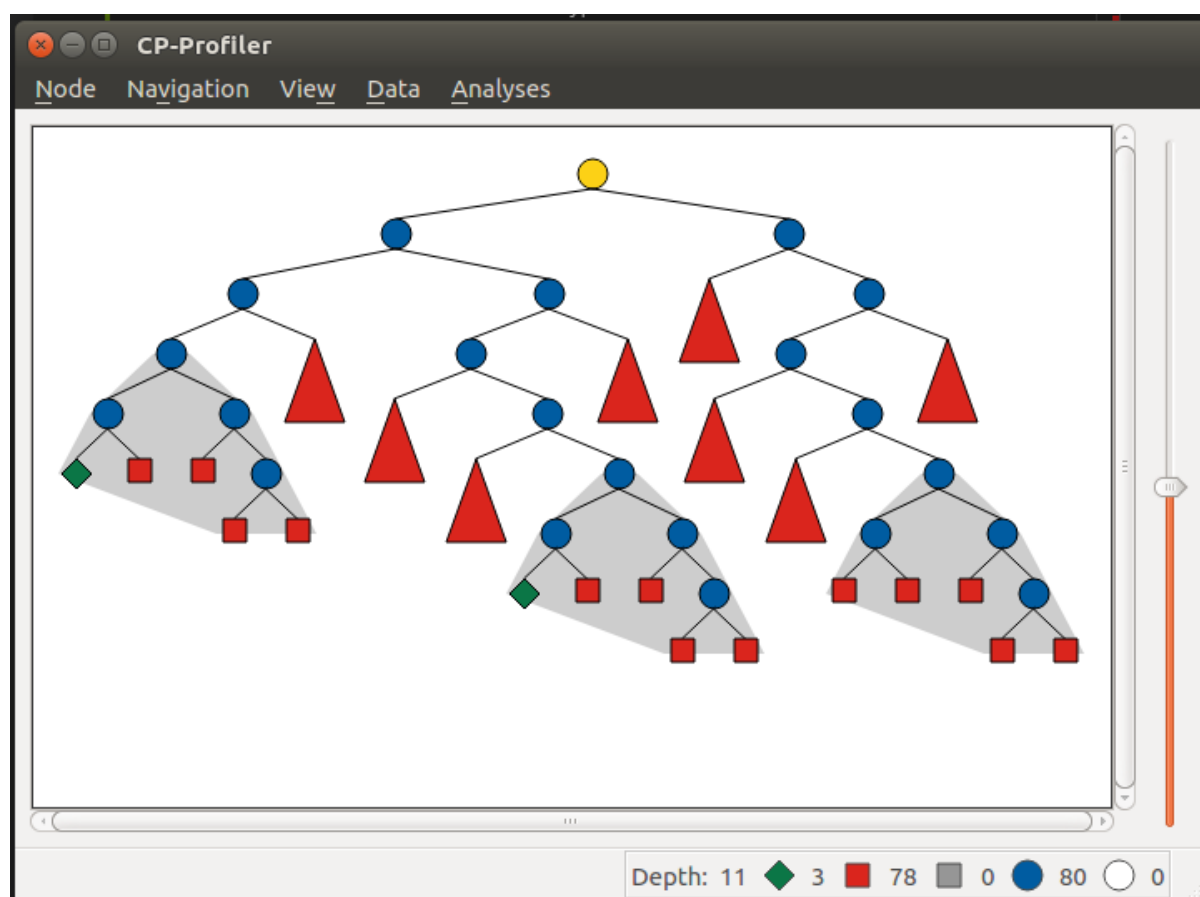 CP-Profiler
Node Navigation View Data Analyses
Depth: 11 3 78 0 80 0